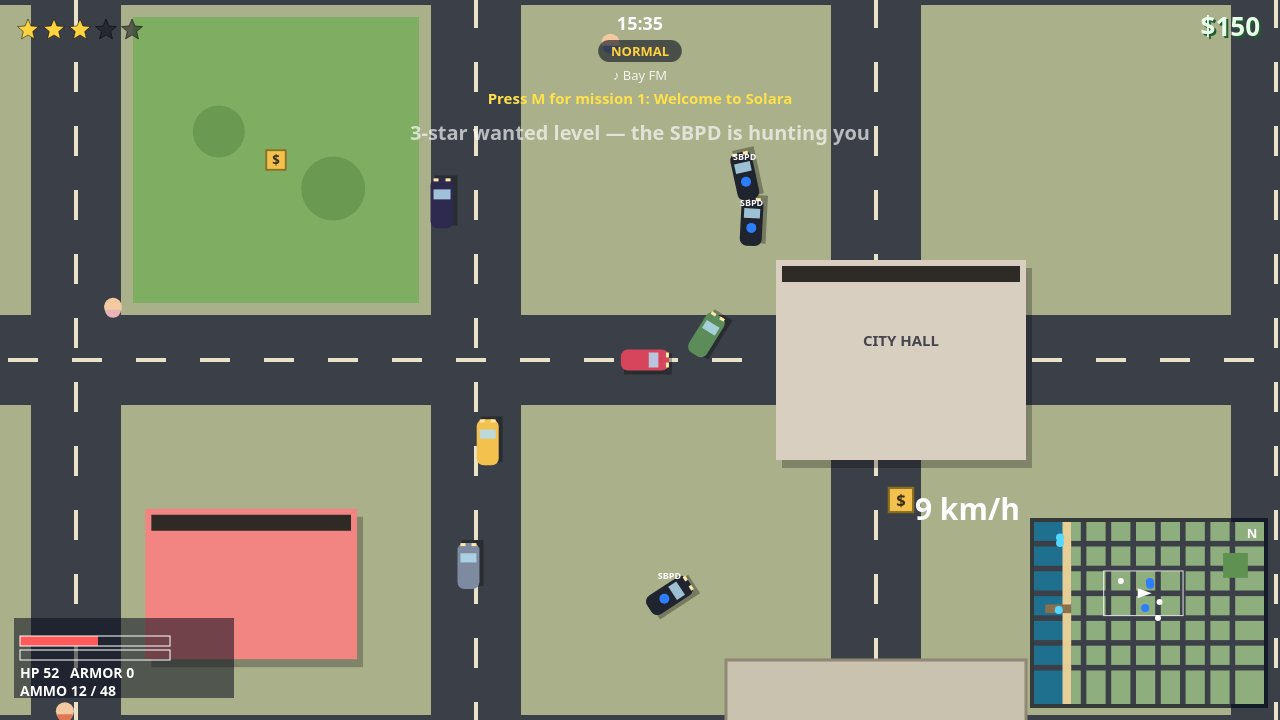 15:35
$150
NORMAL
♪ Bay FM
Press M for mission 1: Welcome to Solara
3-star wanted level — the SBPD is hunting you
SBPD
$
SBPD
CITY HALL
$
9 km/h
N
SBPD
HP 52 ARMOR 0
AMMO 12 / 48